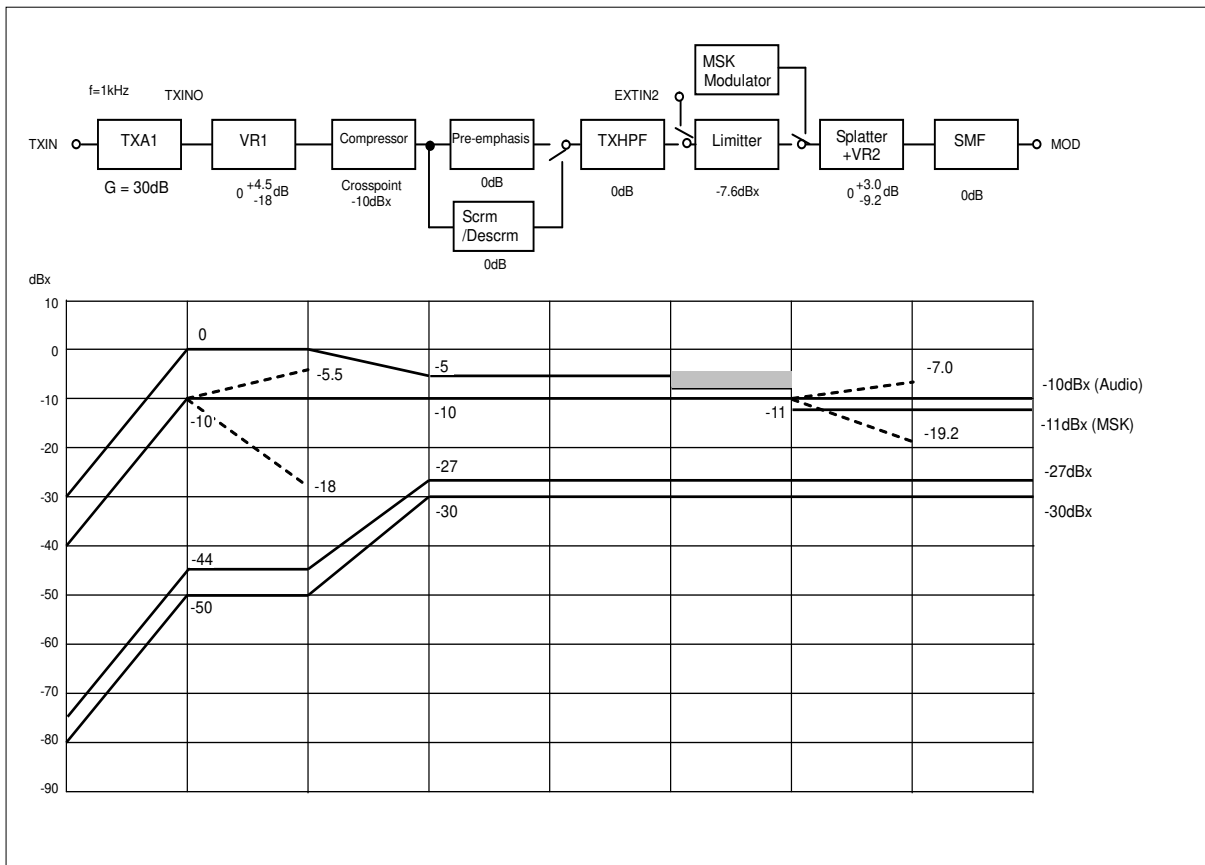 MSK
Modulator
f=1kHz
TXINO
EXTIN2
TXIN
TXA1
VR1
Compressor
Pre-emphasis
TXHPF
Limitter
Splatter
+VR2
SMF
MOD
G = 30dB
0 +4.5 -18 dB
Crosspoint
-10dBx
0dB
0dB
-7.6dBx
0 +3.0 -9.2 dB
0dB
Scrm
/Descrm
0dB
dBx
10
0
-10
-20
-30
-40
-50
-60
-70
-80
-90
0
-5.5
-5
-7.0
-10
-10
-11
-19.2
-18
-27
-30
-44
-50
-10dBx (Audio)
-11dBx (MSK)
-27dBx
-30dBx